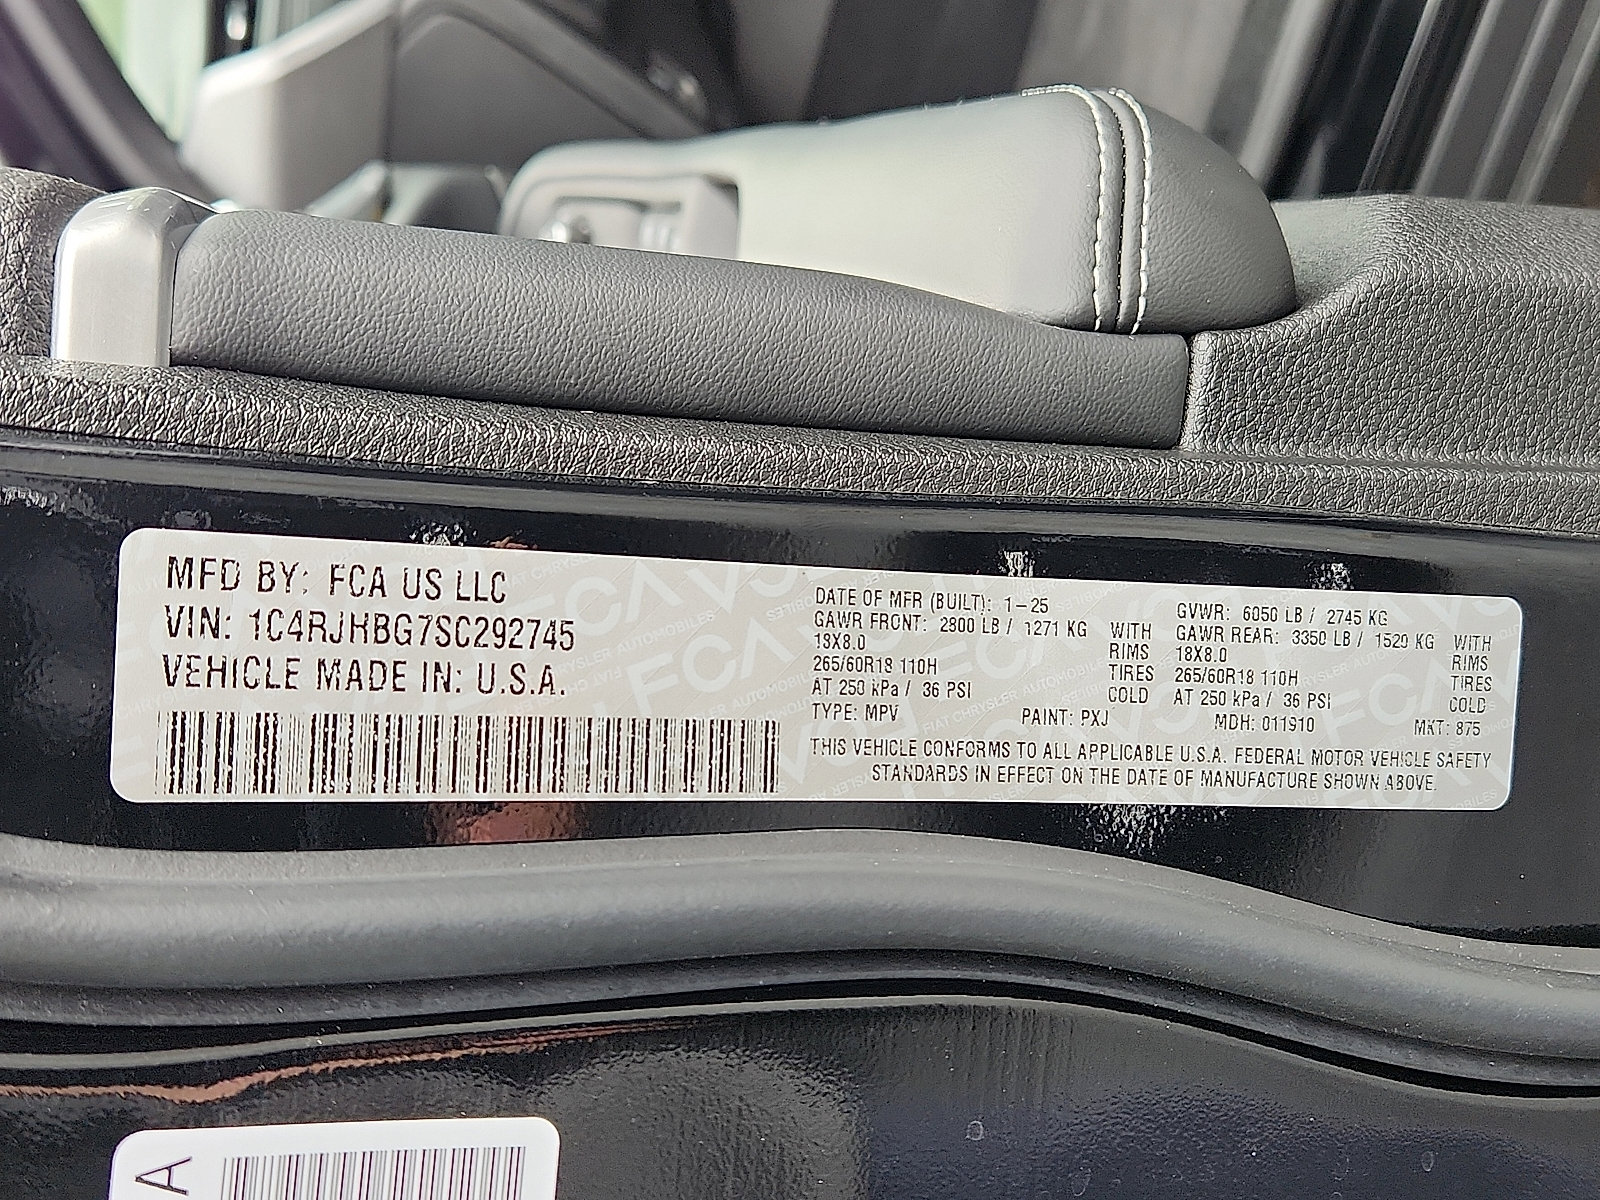 MFD BY: FCA US LLC
VIN: 1C4RJHBG7SC292745
VEHICLE MADE IN: U.S.A.
DATE OF MFR (BUILT): 1-25
GAWR FRONT: 2800 LB / 1271 KG WITH
18X8.0 RIMS
265/60R18 110H TIRES
AT 250 kPa / 36 PSI COLD
GVWR: 6050 LB / 2745 KG
GAWR REAR: 3350 LB / 1520 KG WITH
18X8.0 RIMS
265/60R18 110H TIRES
AT 250 kPa / 36 PSI COLD
TYPE: MPV PAINT: PXJ MDH: 011910 MKT: 875
THIS VEHICLE CONFORMS TO ALL APPLICABLE U.S.A. FEDERAL MOTOR VEHICLE SAFETY
STANDARDS IN EFFECT ON THE DATE OF MANUFACTURE SHOWN ABOVE.
A